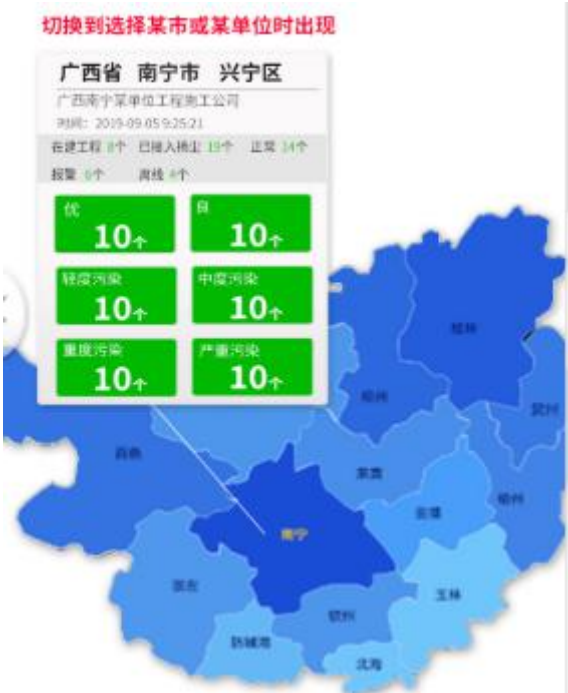 切换到选择某市或某单位时出现
广西省 南宁市 兴宁区
广西南宁某单位工程施工公司
时间: 2019-09-05 9:25:21
在建工程 8个 已接入扬尘 19个 正常 14个
报警 6个 离线 4个
优 良
10个 10个
轻度污染 中度污染
10个 10个
重度污染 严重污染
10个 10个
桂林
柳州
贺州
百色
来宾
梧州
贵港
南宁
崇左
玉林
钦州
防城港
北海